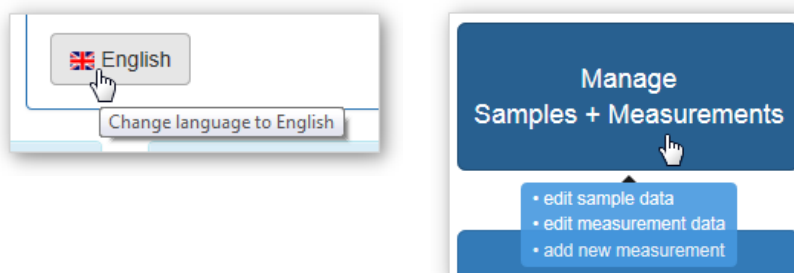 English
Change language to English
Manage
Samples + Measurements
• edit sample data
• edit measurement data
• add new measurement